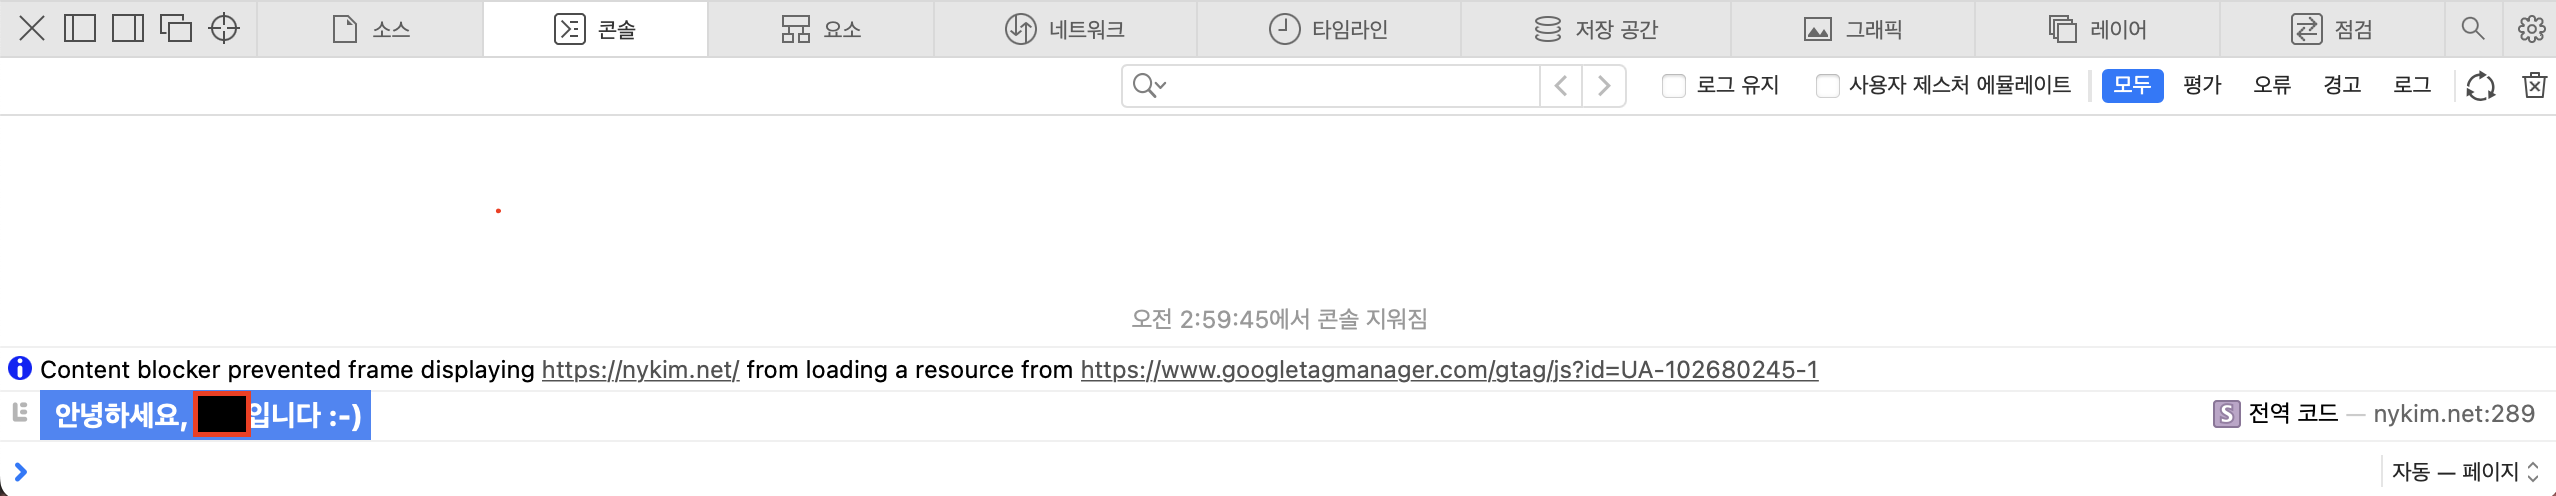 소스 콘솔 요소 네트워크 타임라인 저장 공간 그래픽 레이어 점검
로그 유지 사용자 제스처 에뮬레이트 모두 평가 오류 경고 로그
오전 2:59:45에서 콘솔 지워짐
Content blocker prevented frame displaying https://nykim.net/ from loading a resource from https://www.googletagmanager.com/gtag/js?id=UA-102680245-1
안녕하세요, 입니다 :-) S 전역 코드 — nykim.net:289
자동 — 페이지